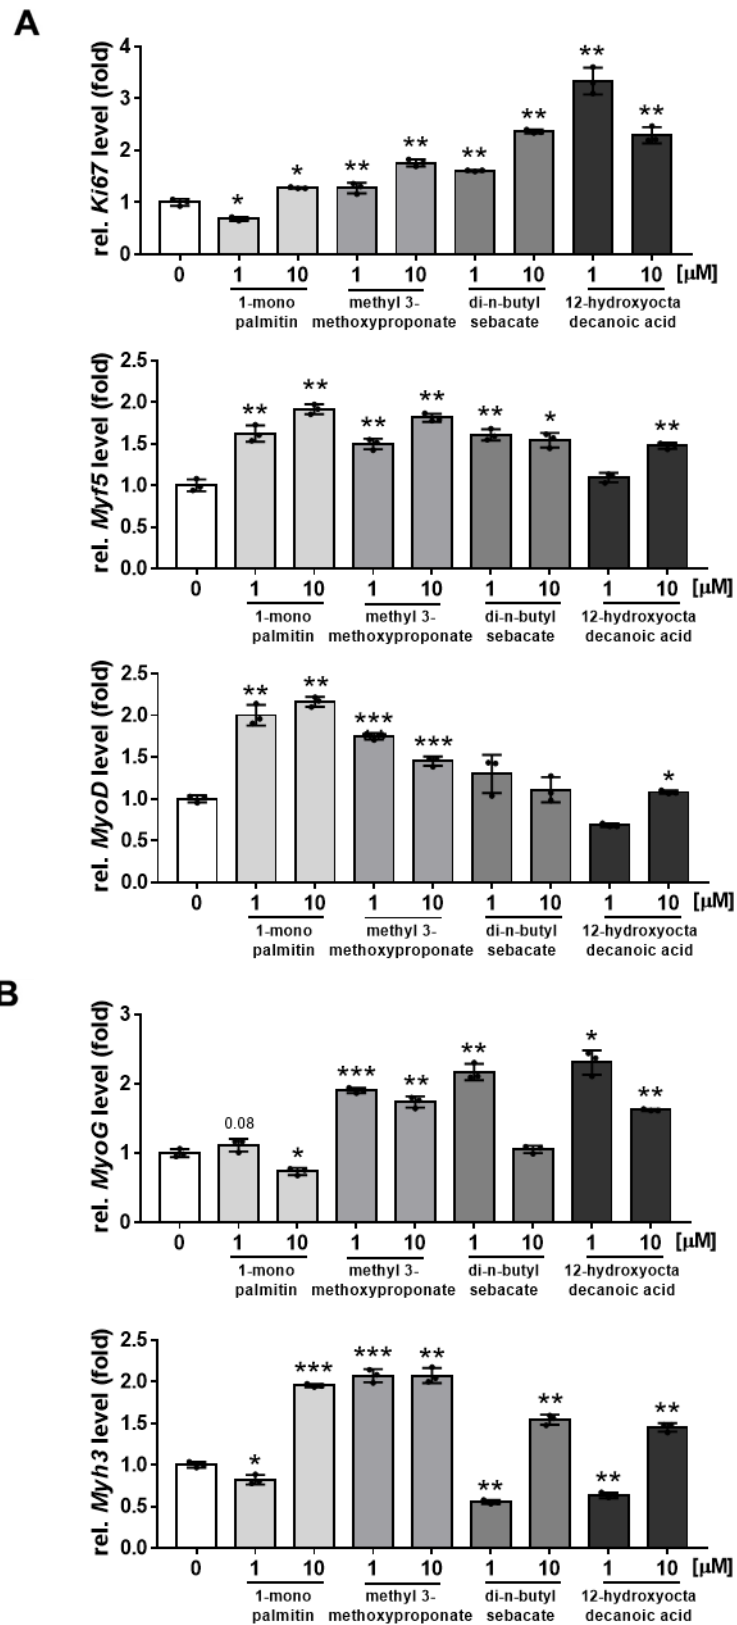 A
rel. Ki67 level (fold)
4
3
2
1
0
* * ** ** ** ** ** **
0 1 10 1 10 1 10 1 10 [μM]
1-mono palmitin
methyl 3-methoxyproponate
di-n-butyl sebacate
12-hydroxyocta decanoic acid
rel. Myf5 level (fold)
2.5
2.0
1.5
1.0
0.5
0.0
** ** ** ** ** * **
0 1 10 1 10 1 10 1 10 [μM]
1-mono methyl 3- di-n-butyl 12-hydroxyocta
palmitin methoxyproponate sebacate decanoic acid
rel. MyoD level (fold)
2.5
2.0
1.5
1.0
0.5
0.0
** ** *** *** *
0 1 10 1 10 1 10 1 10 [μM]
1-mono methyl 3- di-n-butyl 12-hydroxyocta
palmitin methoxyproponate sebacate decanoic acid
B
rel. MyoG level (fold)
3
2
1
0
0.08 * *** ** ** * **
0 1 10 1 10 1 10 1 10 [μM]
1-mono methyl 3- di-n-butyl 12-hydroxyocta
palmitin methoxyproponate sebacate decanoic acid
rel. Myh3 level (fold)
2.5
2.0
1.5
1.0
0.5
0.0
* *** *** ** ** ** ** **
0 1 10 1 10 1 10 1 10 [μM]
1-mono methyl 3- di-n-butyl 12-hydroxyocta
palmitin methoxyproponate sebacate decanoic acid